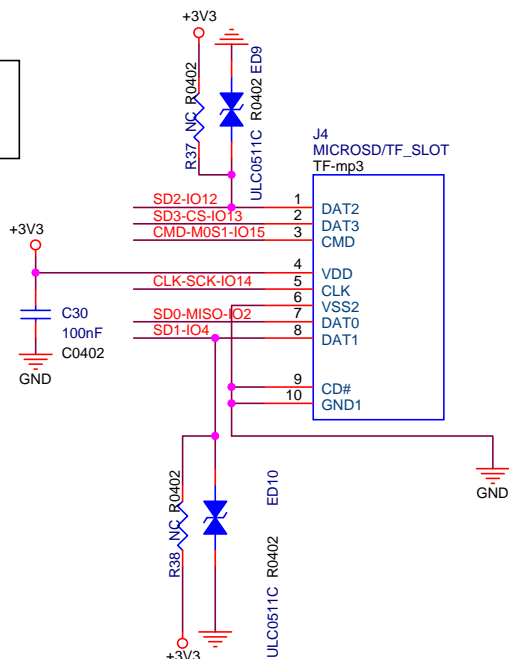 +3V3
R37 NC R0402
ULC0511C R0402 ED9
J4
MICROSD/TF_SLOT
TF-mp3
SD2-IO12 1 DAT2
SD3-CS-IO13 2 DAT3
CMD-M0S1-IO15 3 CMD
+3V3
4 VDD
CLK-SCK-IO14 5 CLK
6 VSS2
SD0-MISO-IO2 7 DAT0
SD1-IO4 8 DAT1
C30
100nF
C0402
GND
9 CD#
10 GND1
GND
R38 NC R0402
ULC0511C R0402 ED10
+3V3